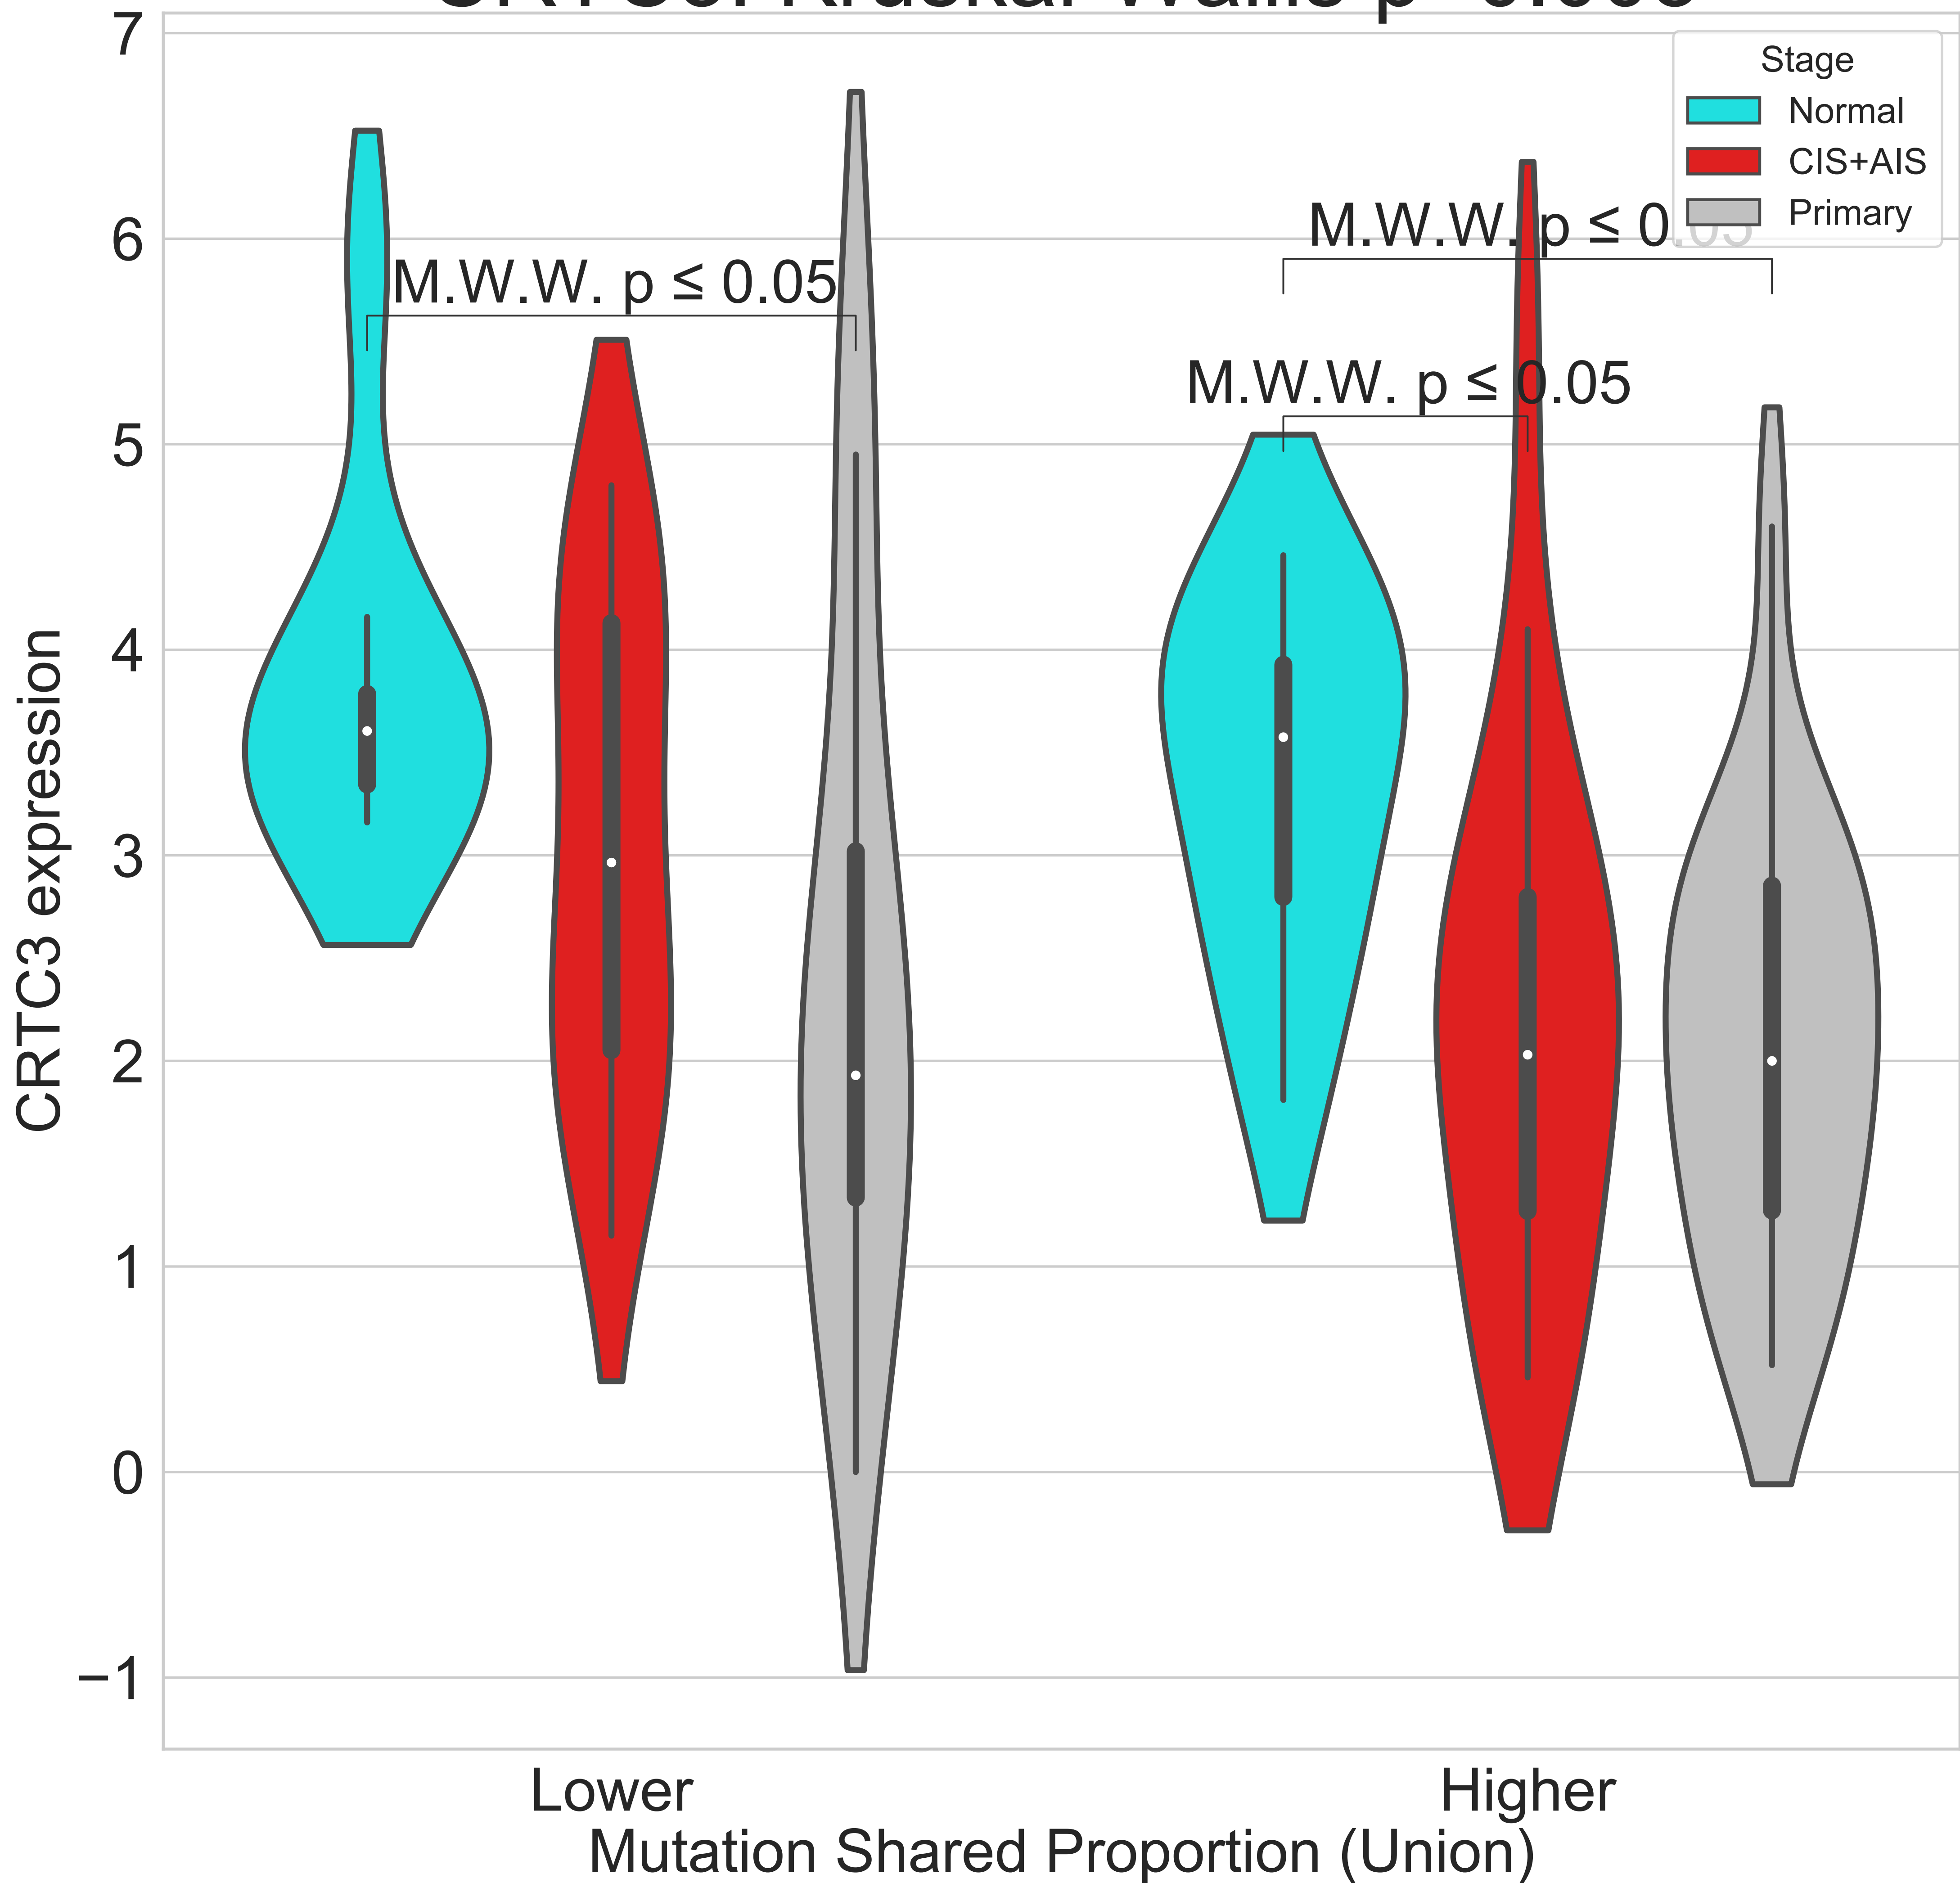 7
6
5
4
3
2
1
0
−1
CRTC3 expression
Stage
Normal
CIS+AIS
Primary
M.W.W. p ≤ 0.05
M.W.W. p ≤ 0.05
M.W.W. p ≤ 0.05
Lower
Higher
Mutation Shared Proportion (Union)